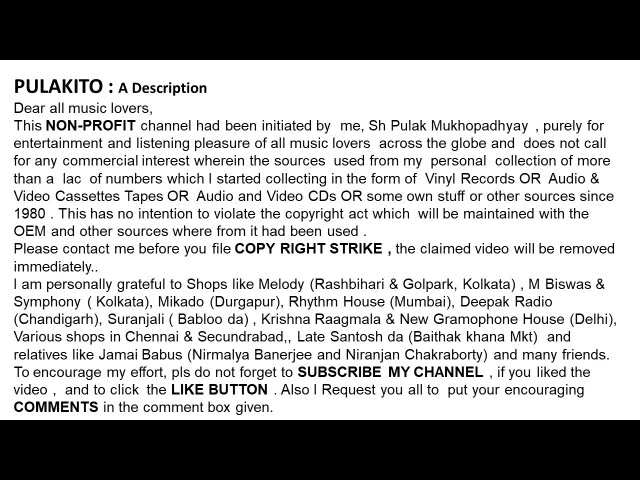 PULAKITO : A Description
Dear all music lovers,
This NON-PROFIT channel had been initiated by me, Sh Pulak Mukhopadhyay , purely for
entertainment and listening pleasure of all music lovers across the globe and does not call
for any commercial interest wherein the sources used from my personal collection of more
than a lac of numbers which I started collecting in the form of Vinyl Records OR Audio &
Video Cassettes Tapes OR Audio and Video CDs OR some own stuff or other sources since
1980 . This has no intention to violate the copyright act which will be maintained with the
OEM and other sources where from it had been used .
Please contact me before you file COPY RIGHT STRIKE , the claimed video will be removed
immediately..
I am personally grateful to Shops like Melody (Rashbihari & Golpark, Kolkata) , M Biswas &
Symphony ( Kolkata), Mikado (Durgapur), Rhythm House (Mumbai), Deepak Radio
(Chandigarh), Suranjali ( Babloo da) , Krishna Raagmala & New Gramophone House (Delhi),
Various shops in Chennai & Secundrabad,, Late Santosh da (Baithak khana Mkt) and
relatives like Jamai Babus (Nirmalya Banerjee and Niranjan Chakraborty) and many friends.
To encourage my effort, pls do not forget to SUBSCRIBE MY CHANNEL , if you liked the
video , and to click the LIKE BUTTON . Also I Request you all to put your encouraging
COMMENTS in the comment box given.